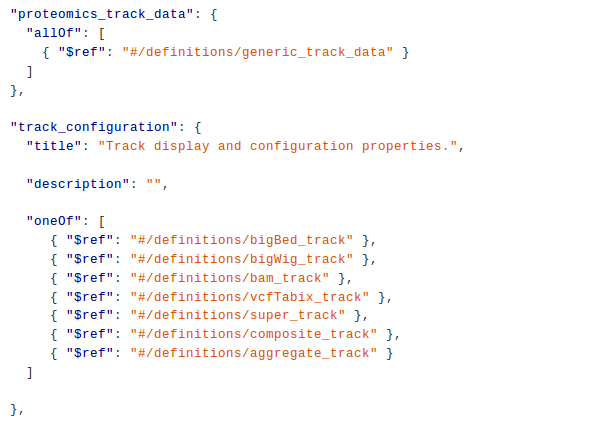 "proteomics_track_data": {
  "allOf": [
    { "$ref": "#/definitions/generic_track_data" }
  ]
},

"track_configuration": {
  "title": "Track display and configuration properties.",

  "description": "",

  "oneOf": [
     { "$ref": "#/definitions/bigBed_track" },
     { "$ref": "#/definitions/bigWig_track" },
     { "$ref": "#/definitions/bam_track" },
     { "$ref": "#/definitions/vcfTabix_track" },
     { "$ref": "#/definitions/super_track" },
     { "$ref": "#/definitions/composite_track" },
     { "$ref": "#/definitions/aggregate_track" }
  ]

},